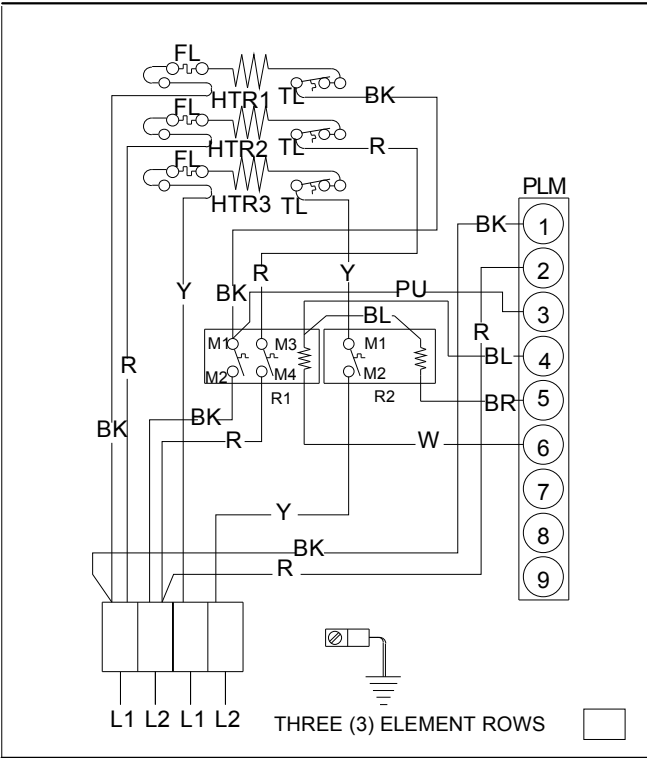 FL
HTR1 TL BK
FL
HTR2 TL R
FL
HTR3 TL
PLM
BK 1
2
R
3
BL 4
BR 5
W 6
7
8
9
Y BK R Y PU
BL
M1 M3 M1
M2 M4 M2
R1 R2
R
BK
BK
R
Y
BK
R
L1 L2 L1 L2
THREE (3) ELEMENT ROWS